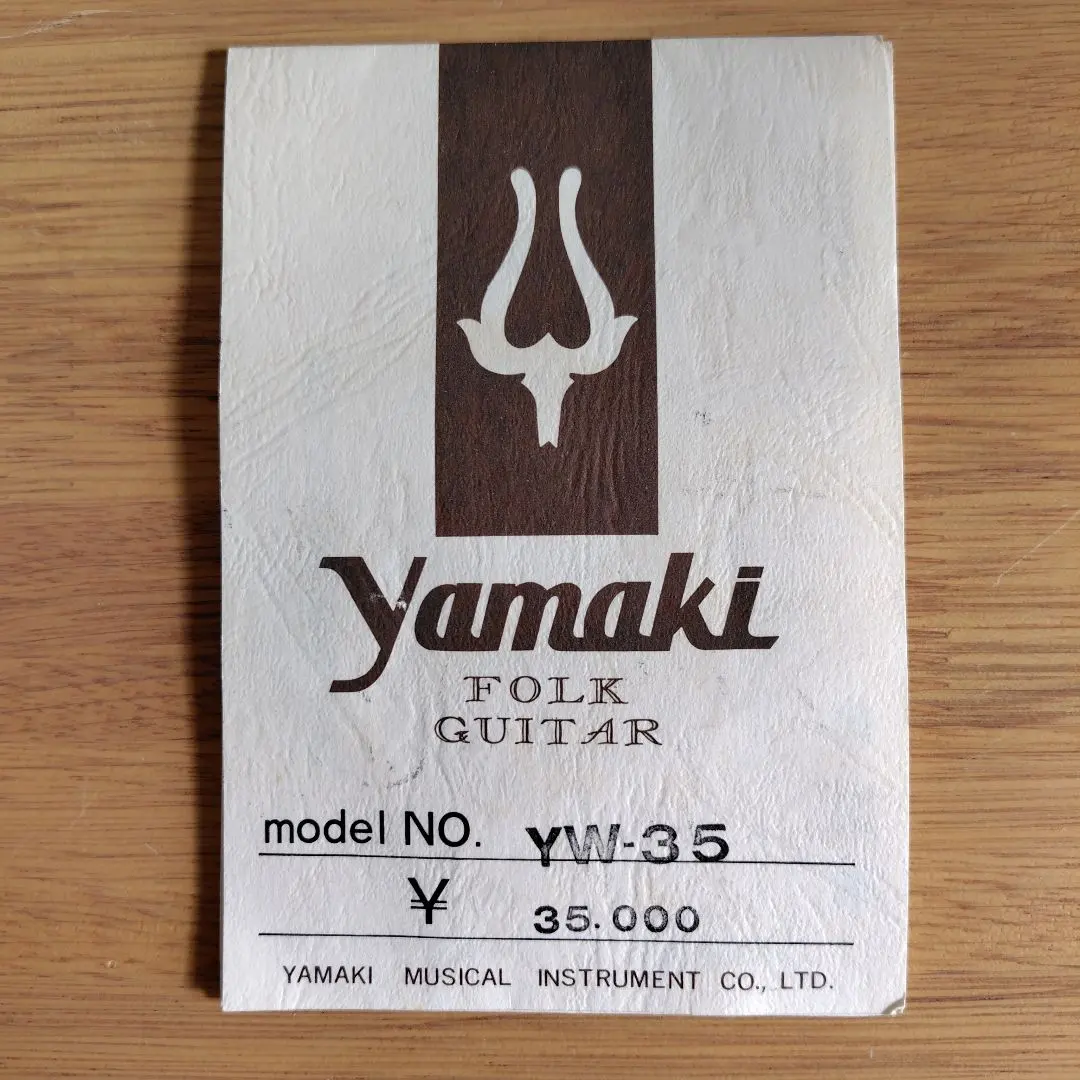 Yamaki
FOLK
GUITAR
model NO. YW-35
¥ 35.000
YAMAKI MUSICAL INSTRUMENT CO., LTD.